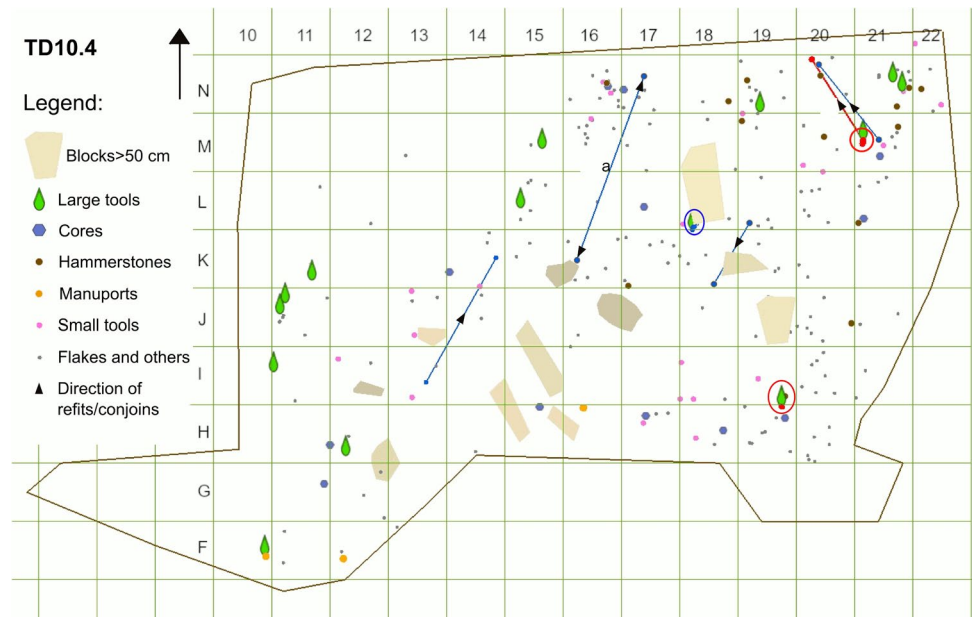 TD10.4
10 11 12 13 14 15 16 17 18 19 20 21 22
Legend:
Blocks>50 cm
Large tools
Cores
Hammerstones
Manuports
Small tools
Flakes and others
Direction of
refits/conjoins
N
M
L
K
J
I
H
G
F
a